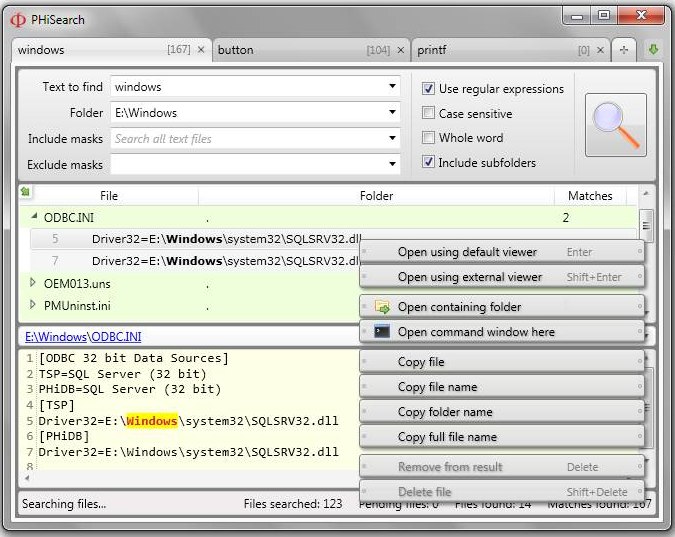 PHiSearch
windows [167] button [104] printf [0]
Text to find windows
Folder E:\Windows
Include masks Search all text files
Exclude masks
Use regular expressions
Case sensitive
Whole word
Include subfolders
File Folder Matches
ODBC.INI . 2
5 Driver32=E:\Windows\system32\SQLSRV32.dll
7 Driver32=E:\Windows\system32\SQLSRV32.dll
OEM013.uns .
PMUninst.ini .
Open using default viewer Enter
Open using external viewer Shift+Enter
Open containing folder
Open command window here
Copy file
Copy file name
Copy folder name
Copy full file name
Remove from result Delete
Delete file Shift+Delete
E:\Windows\ODBC.INI
1 [ODBC 32 bit Data Sources]
2 TSP=SQL Server (32 bit)
3 PHiDB=SQL Server (32 bit)
4 [TSP]
5 Driver32=E:\Windows\system32\SQLSRV32.dll
6 [PHiDB]
7 Driver32=E:\Windows\system32\SQLSRV32.dll
8
Searching files... Files searched: 123 Pending files: 0 Files found: 14 Matches found: 167